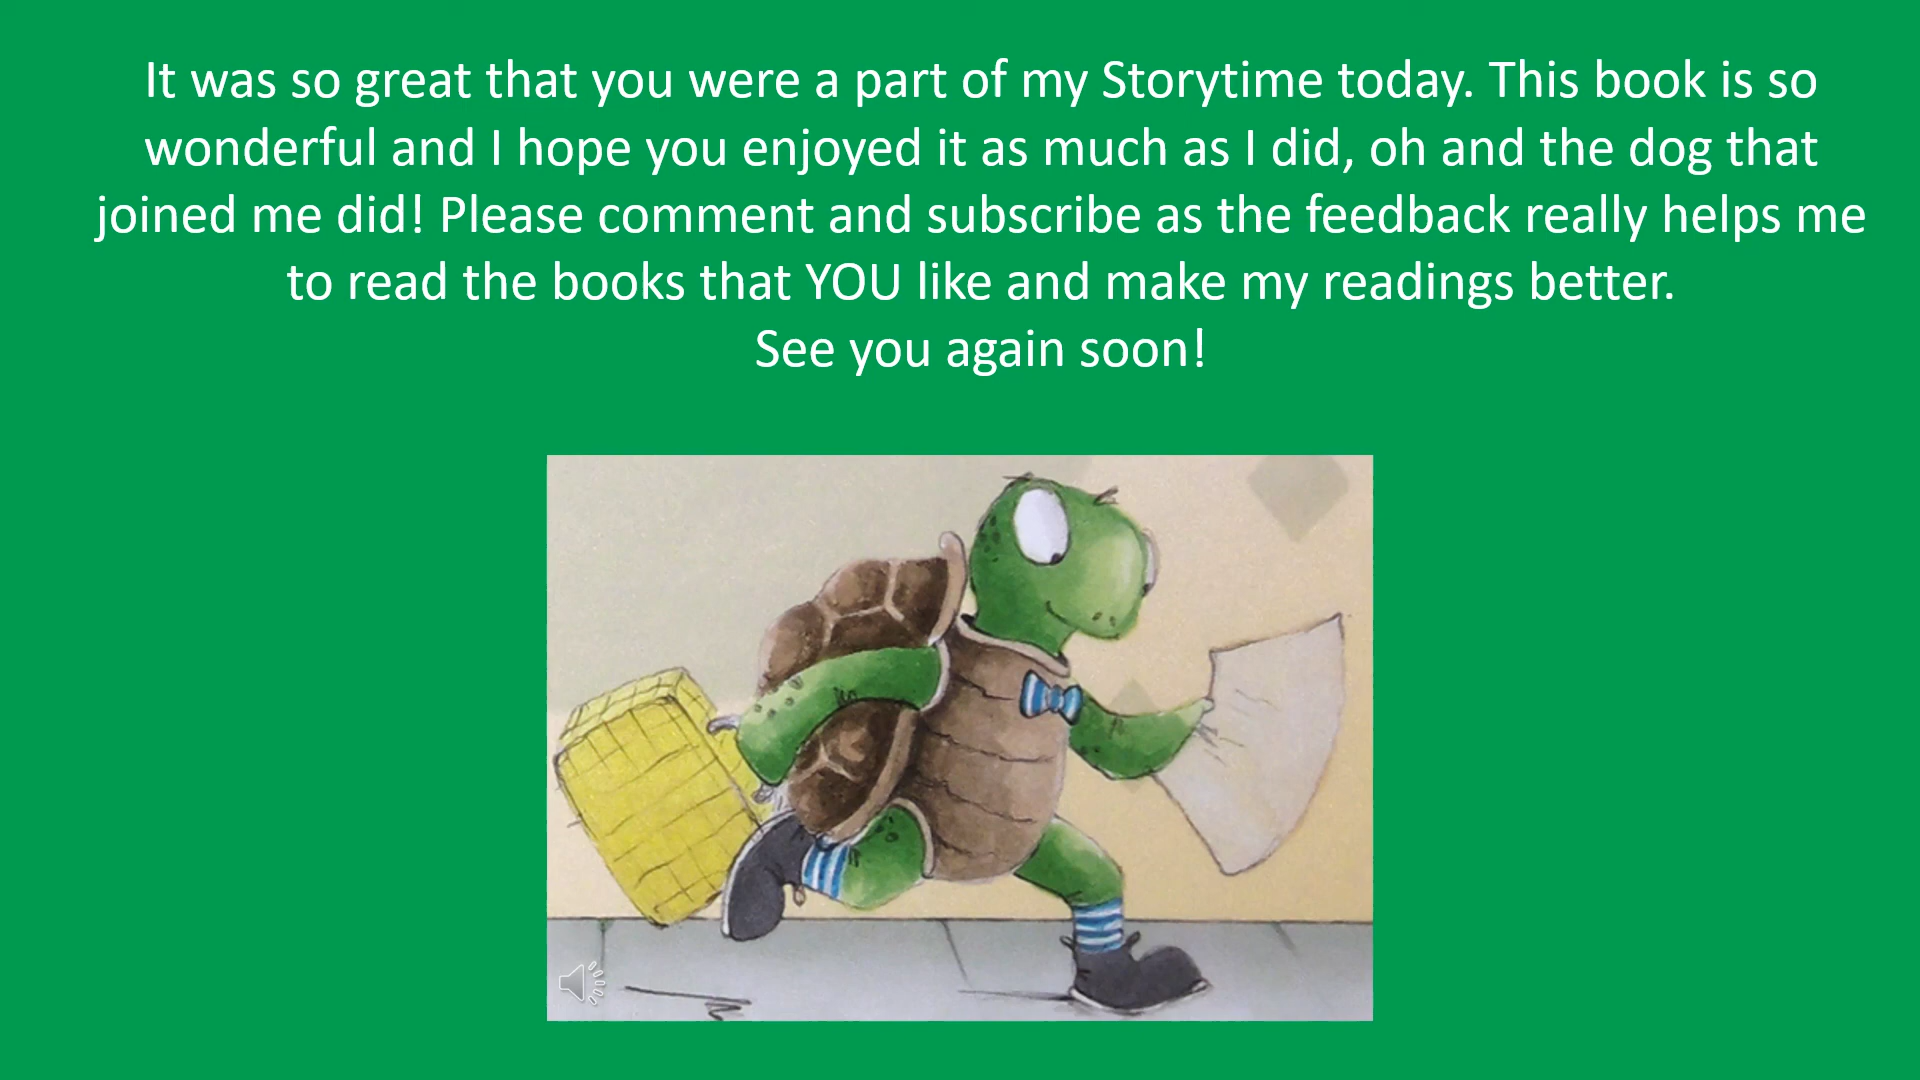 It was so great that you were a part of my Storytime today. This book is so
wonderful and I hope you enjoyed it as much as I did, oh and the dog that
joined me did! Please comment and subscribe as the feedback really helps me
to read the books that YOU like and make my readings better.
See you again soon!